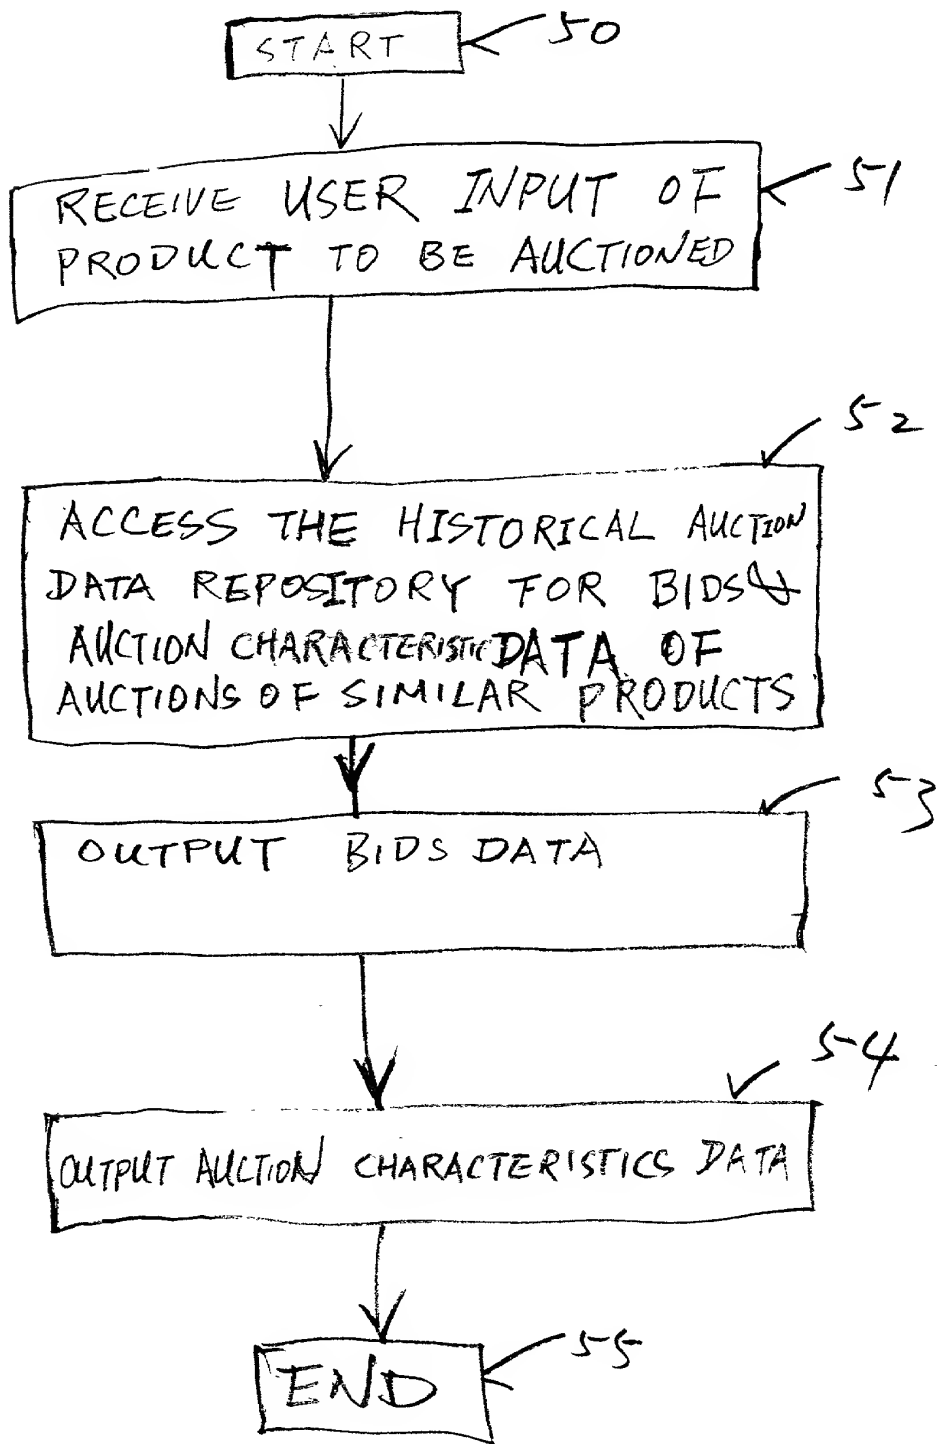 START
50
RECEIVE USER INPUT OF
PRODUCT TO BE AUCTIONED
51
52
ACCESS THE HISTORICAL AUCTION
DATA REPOSITORY FOR BIDS &
AUCTION CHARACTERISTIC DATA OF
AUCTIONS OF SIMILAR PRODUCTS
53
OUTPUT BIDS DATA
54
OUTPUT AUCTION CHARACTERISTICS DATA
55
END